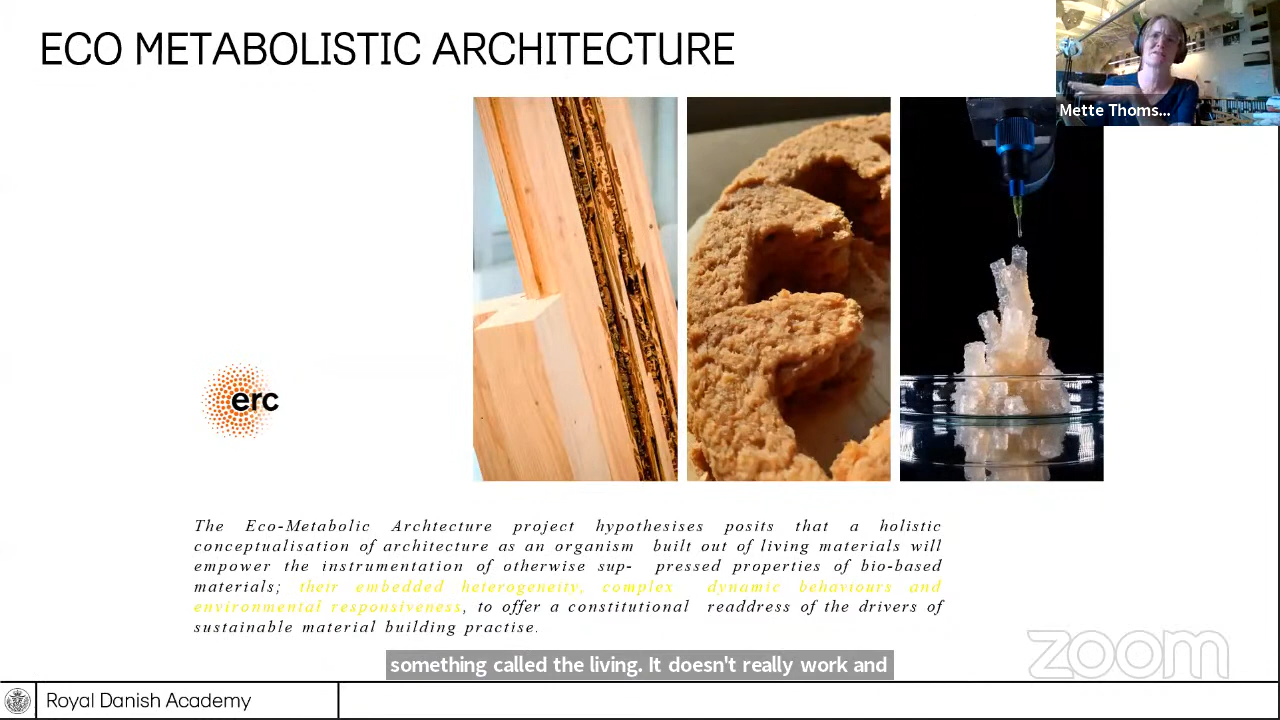 ECO METABOLISTIC ARCHITECTURE
Mette Thoms...
erc
The Eco-Metabolic Archtecture project hypothesises posits that a holistic
conceptualisation of architecture as an organism built out of living materials will
empower the instrumentation of otherwise sup- pressed properties of bio-based
materials; their embedded heterogeneity, complex dynamic behaviours and
environmental responsiveness, to offer a constitutional readdress of the drivers of
sustainable material building practise.
something called the living. It doesn't really work and
zoom
Royal Danish Academy